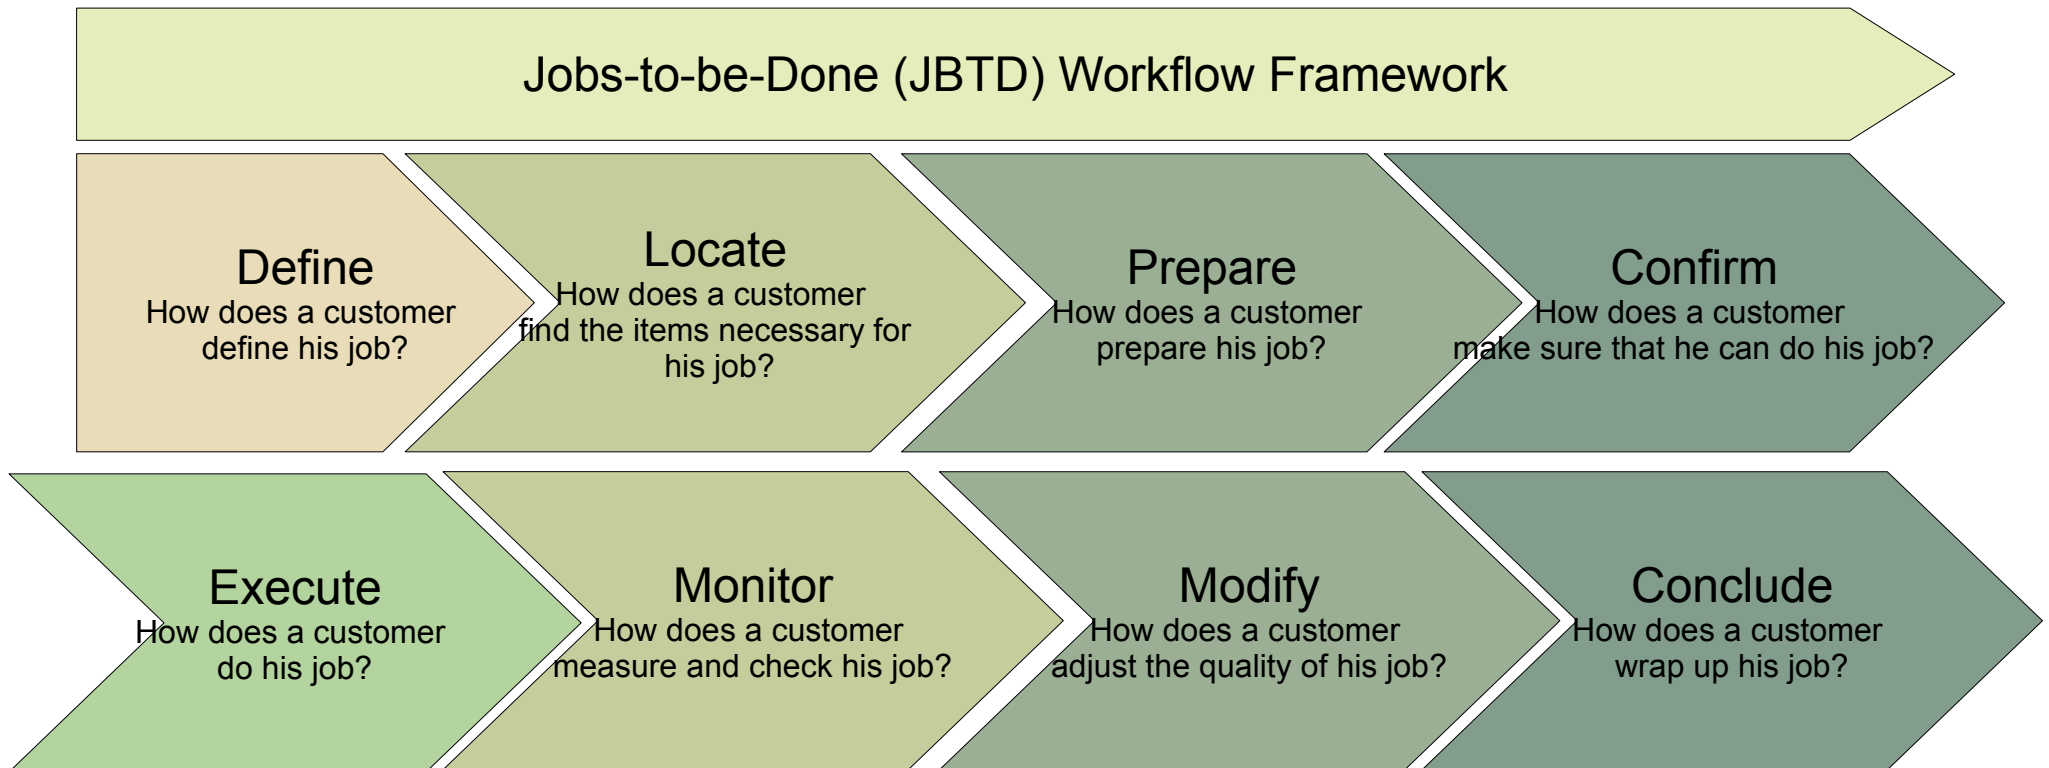 Jobs-to-be-Done (JBTD) Workflow Framework
Define
How does a customer
define his job?
Locate
How does a customer
find the items necessary for
his job?
Prepare
How does a customer
prepare his job?
Confirm
How does a customer
make sure that he can do his job?
Execute
How does a customer
do his job?
Monitor
How does a customer
measure and check his job?
Modify
How does a customer
adjust the quality of his job?
Conclude
How does a customer
wrap up his job?